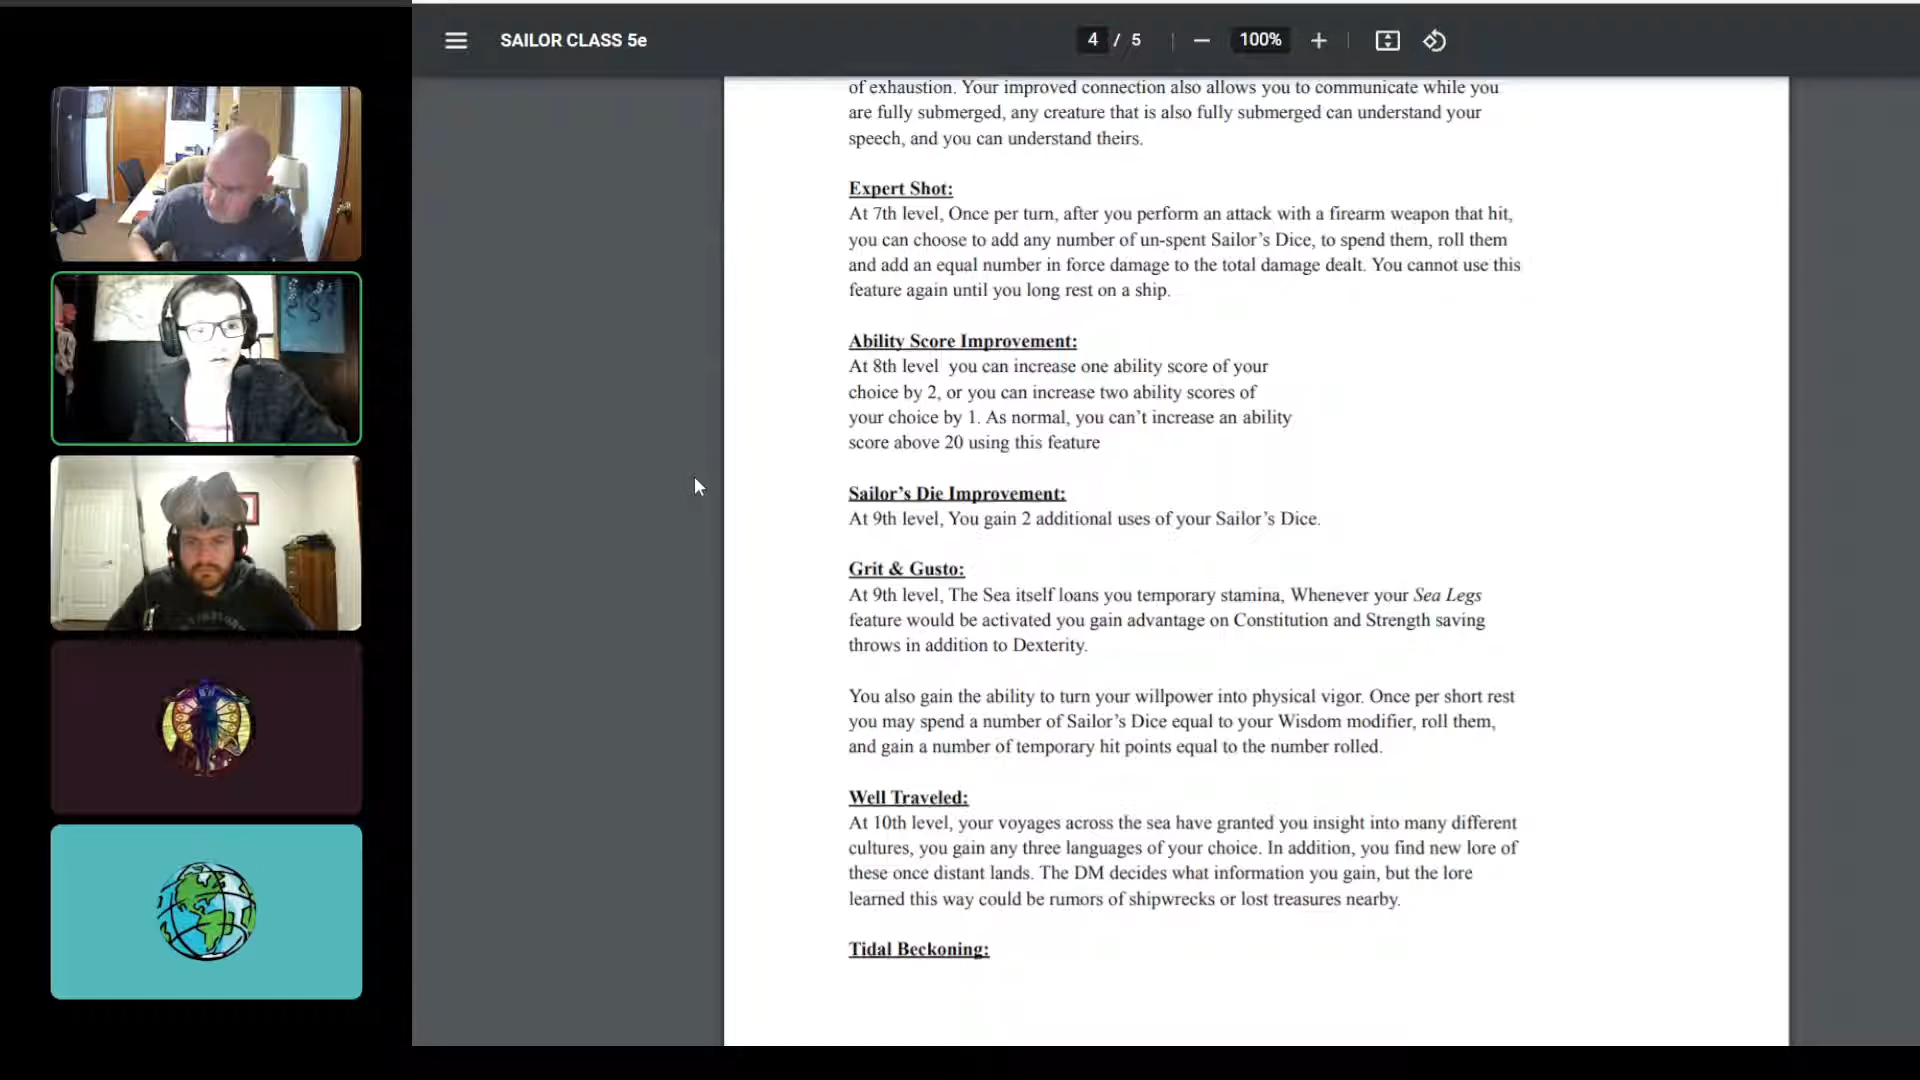 SAILOR CLASS 5e
4 / 5
100%
of exhaustion. Your improved connection also allows you to communicate while you
are fully submerged, any creature that is also fully submerged can understand your
speech, and you can understand theirs.
Expert Shot:
At 7th level, Once per turn, after you perform an attack with a firearm weapon that hit,
you can choose to add any number of un-spent Sailor’s Dice, to spend them, roll them
and add an equal number in force damage to the total damage dealt. You cannot use this
feature again until you long rest on a ship.
Ability Score Improvement:
At 8th level  you can increase one ability score of your
choice by 2, or you can increase two ability scores of
your choice by 1. As normal, you can’t increase an ability
score above 20 using this feature
Sailor’s Die Improvement:
At 9th level, You gain 2 additional uses of your Sailor’s Dice.
Grit & Gusto:
At 9th level, The Sea itself loans you temporary stamina, Whenever your Sea Legs
feature would be activated you gain advantage on Constitution and Strength saving
throws in addition to Dexterity.
You also gain the ability to turn your willpower into physical vigor. Once per short rest
you may spend a number of Sailor’s Dice equal to your Wisdom modifier, roll them,
and gain a number of temporary hit points equal to the number rolled.
Well Traveled:
At 10th level, your voyages across the sea have granted you insight into many different
cultures, you gain any three languages of your choice. In addition, you find new lore of
these once distant lands. The DM decides what information you gain, but the lore
learned this way could be rumors of shipwrecks or lost treasures nearby.
Tidal Beckoning: